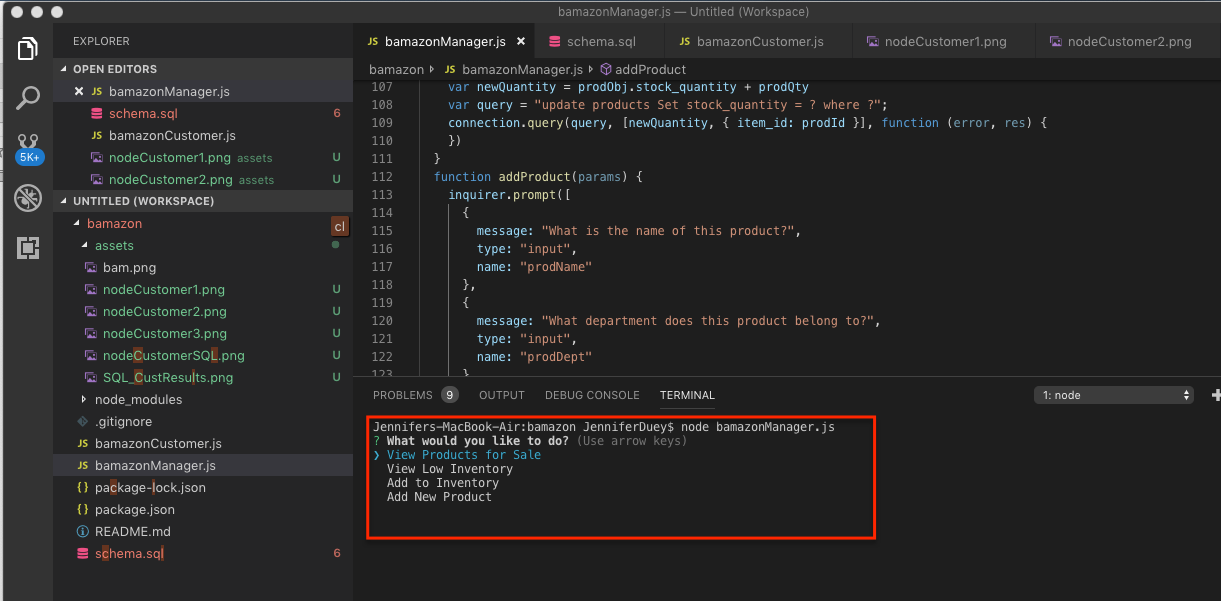 bamazonManager.js — Untitled (Workspace)
EXPLORER
OPEN EDITORS
JS bamazonManager.js
schema.sql 6
JS bamazonCustomer.js
nodeCustomer1.png assets U
nodeCustomer2.png assets U
UNTITLED (WORKSPACE)
bamazon cl
assets
bam.png
nodeCustomer1.png U
nodeCustomer2.png U
nodeCustomer3.png U
nodeCustomerSQL.png U
SQL_CustResults.png U
node_modules
.gitignore
JS bamazonCustomer.js
JS bamazonManager.js
{ } package-lock.json
{ } package.json
README.md
schema.sql 6
5K+
JS bamazonManager.js × schema.sql JS bamazonCustomer.js nodeCustomer1.png nodeCustomer2.png
bamazon JS bamazonManager.js addProduct
107 var newQuantity = prodObj.stock_quantity + prodQty
108 var query = "update products Set stock_quantity = ? where ?";
109 connection.query(query, [newQuantity, { item_id: prodId }], function (error, res) {
110 })
111 }
112 function addProduct(params) {
113 inquirer.prompt([
114 {
115 message: "What is the name of this product?",
116 type: "input",
117 name: "prodName"
118 },
119 {
120 message: "What department does this product belong to?",
121 type: "input",
122 name: "prodDept"
123 }
PROBLEMS 9 OUTPUT DEBUG CONSOLE TERMINAL 1: node
Jennifers-MacBook-Air:bamazon JenniferDuey$ node bamazonManager.js
? What would you like to do? (Use arrow keys)
❯ View Products for Sale
View Low Inventory
Add to Inventory
Add New Product